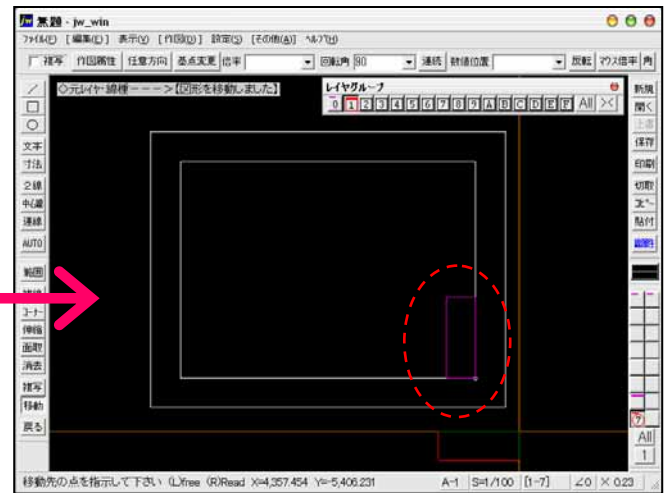 無題 - jw_win
ﾌｧｲﾙ(F) [編集(E)] 表示(V) [作図(D)] 設定(S) [その他(A)] ﾍﾙﾌﾟ(H)
複写 作図属性 任意方向 基点変更 倍率 回転角 90 連続 数値位置 反転 ﾏｳｽ倍率 角
◇元ﾚｲﾔ・線種--->【図形を移動しました】
レイヤグループ
0 1 2 3 4 5 6 7 8 9 A B C D E F All ><
／
□
○
文字
寸法
2線
中心線
連線
AUTO
範囲
ｺｰﾅｰ
伸縮
面取
消去
複写
移動
戻る
新規
開く
上書
保存
印刷
切取
ｺﾋﾟｰ
貼付
7
All
1
移動先の点を指示して下さい (L)free (R)Read X=4,357.454 Y=-5,406.231 A-1 S=1/100 [1-7] ∠0 × 0.23